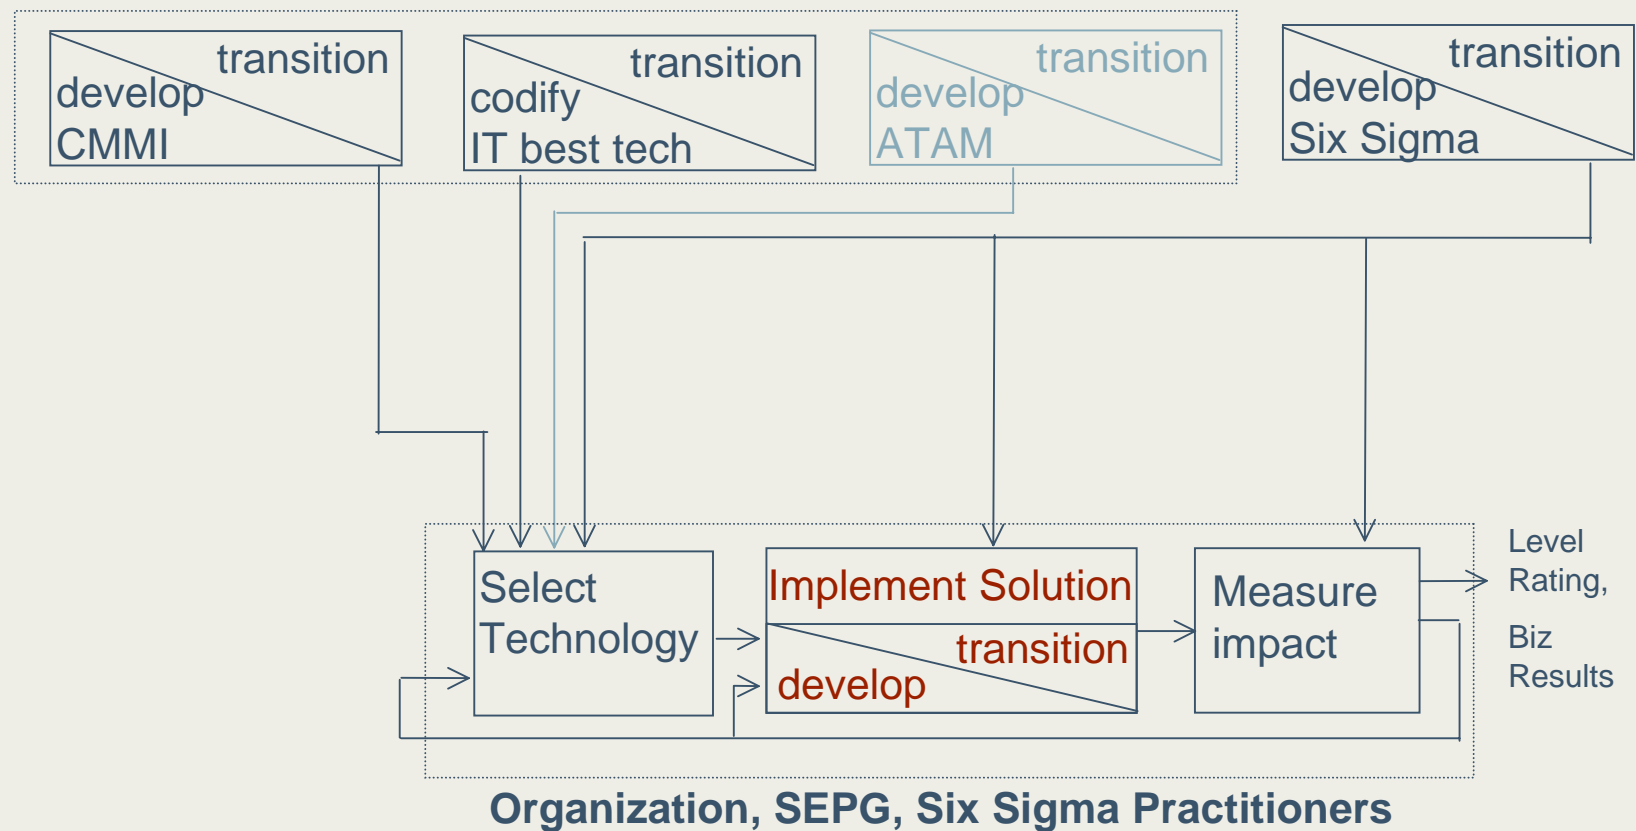 transition
develop
CMMI
transition
codify
IT best tech
transition
develop
ATAM
transition
develop
Six Sigma
Select
Technology
Implement Solution
transition
develop
Measure
impact
Level
Rating,
Biz
Results
Organization, SEPG, Six Sigma Practitioners